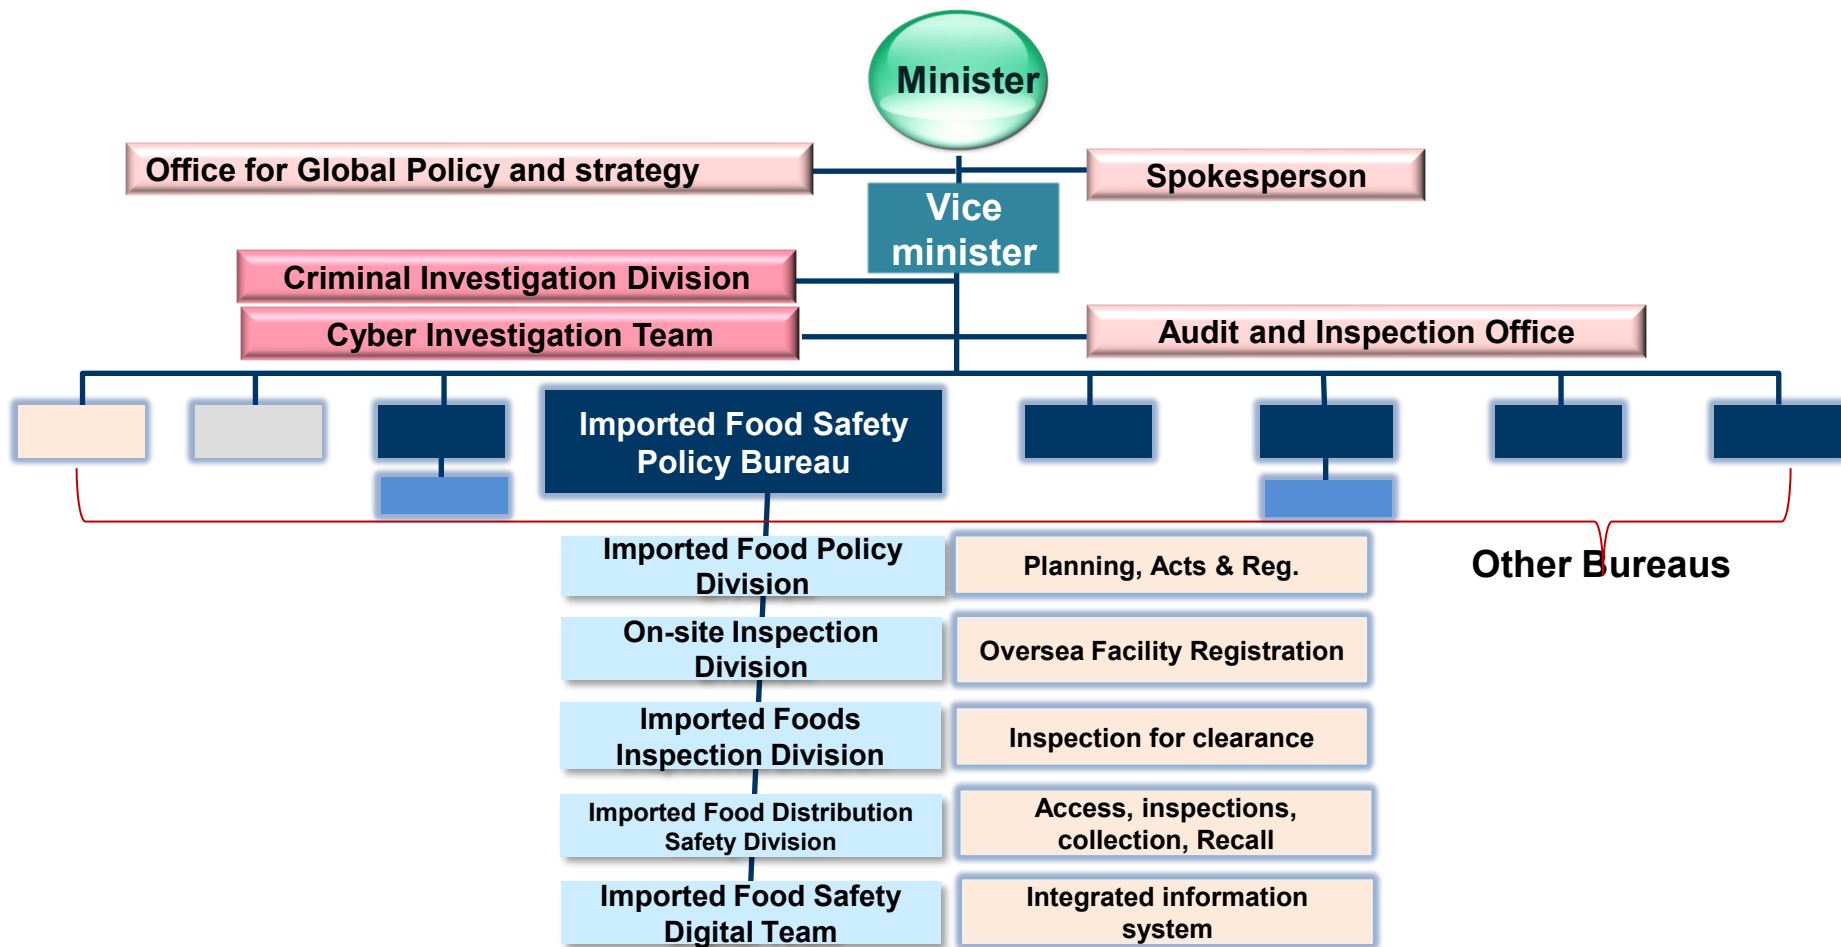 Minister
Office for Global Policy and strategy
Spokesperson
Vice
minister
Criminal Investigation Division
Cyber Investigation Team
Audit and Inspection Office
Imported Food Safety
Policy Bureau
Imported Food Policy
Division
Planning, Acts & Reg.
Other Bureaus
On-site Inspection
Division
Oversea Facility Registration
Imported Foods
Inspection Division
Inspection for clearance
Imported Food Distribution
Safety Division
Access, inspections,
collection, Recall
Imported Food Safety
Digital Team
Integrated information
system